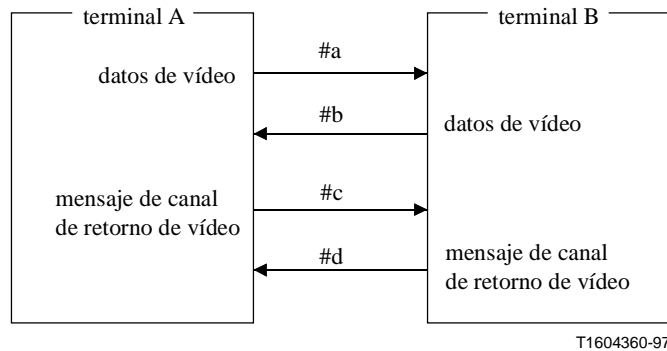 terminal A
terminal B
#a
datos de vídeo
#b
datos de vídeo
mensaje de canal
de retorno de vídeo
#c
#d
mensaje de canal
de retorno de vídeo
T1604360-97